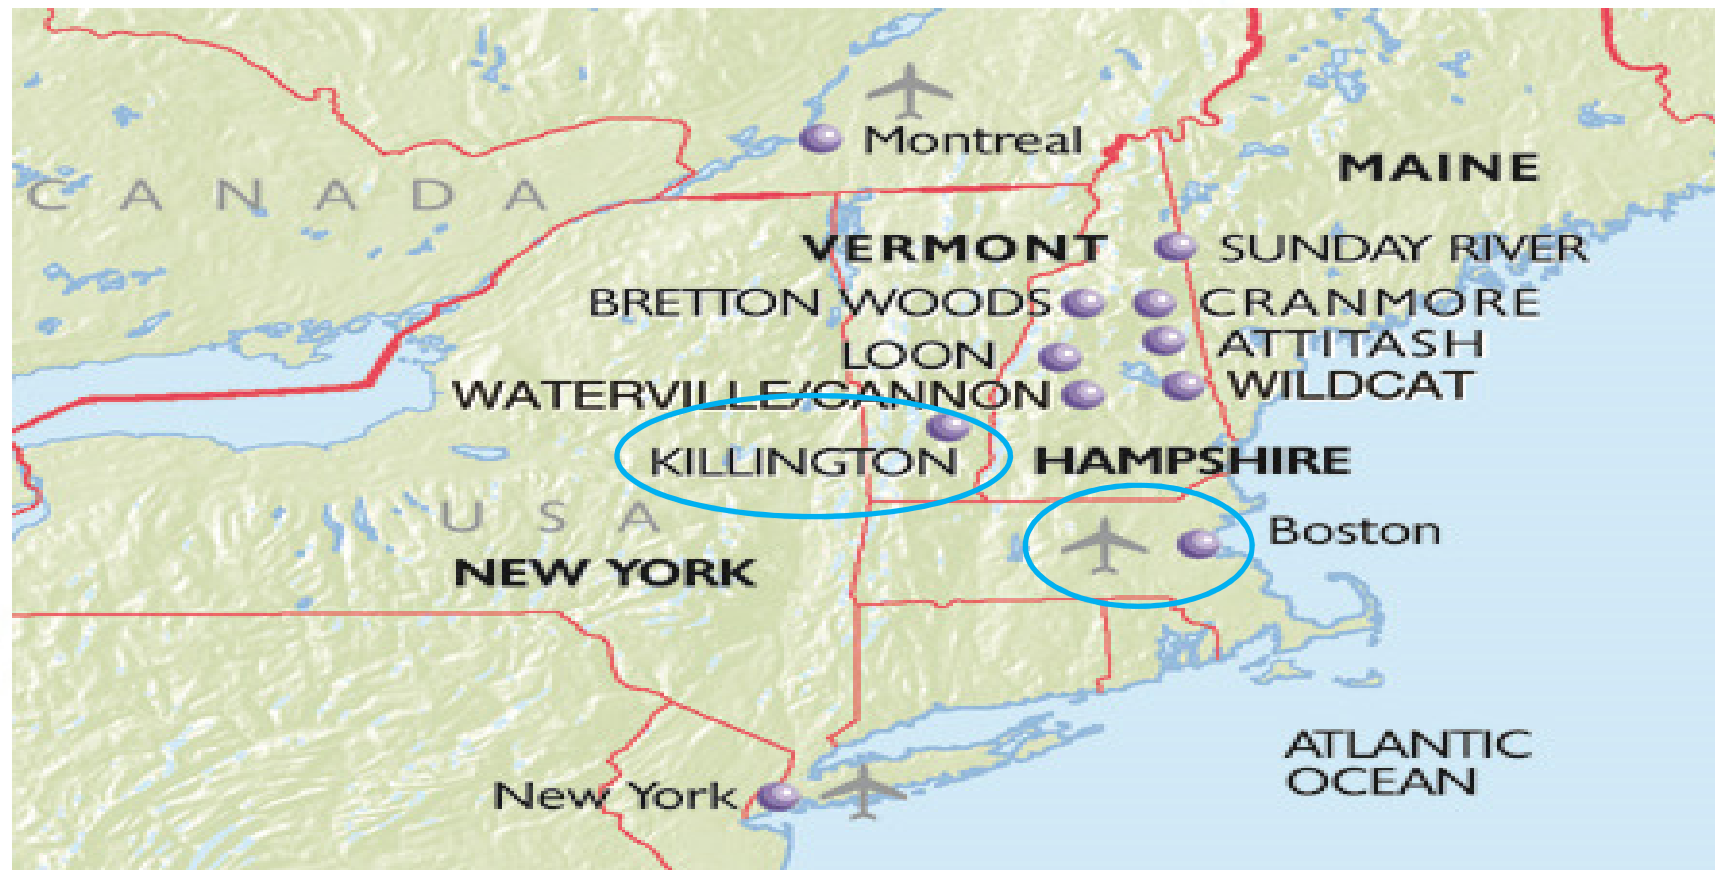 Montreal
MAINE
CANADA
VERMONT
SUNDAY RIVER
BRETTON WOODS
CRANMORE
LOON
ATTITASH
WATERVILLE/CANNON
WILDCAT
KILLINGTON
HAMPSHIRE
USA
Boston
NEW YORK
ATLANTIC
OCEAN
New York